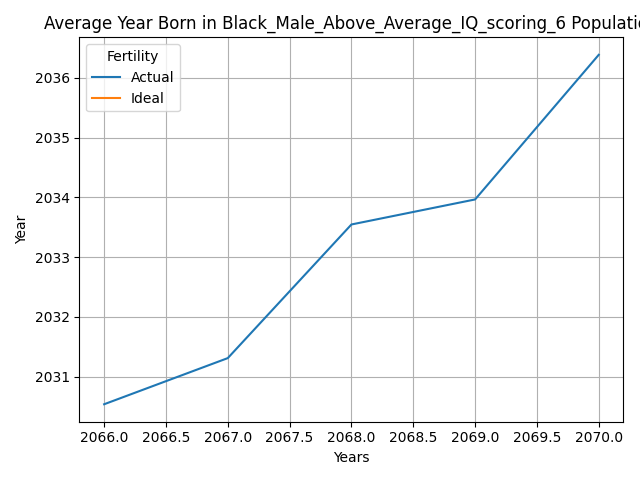 Average Year Born in Black_Male_Above_Average_IQ_scoring_6 Populatio
Fertility
Actual
Ideal
2036
2035
2034
2033
2032
2031
Year
2066.0 2066.5 2067.0 2067.5 2068.0 2068.5 2069.0 2069.5 2070.0
Years